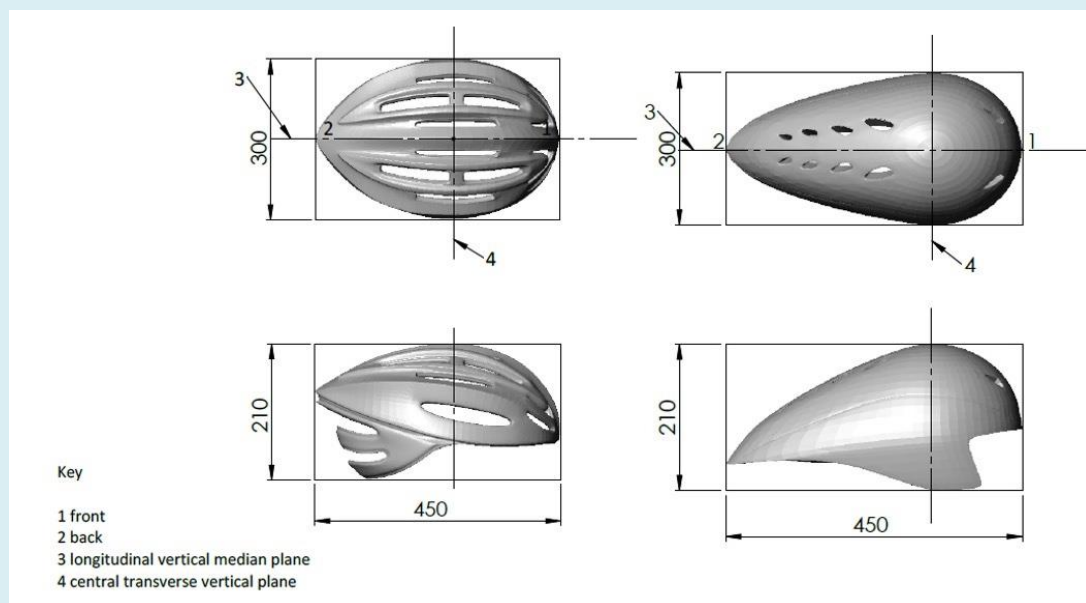 3
2
1
300
4
3
2
1
300
4
210
450
210
450
Key
1 front
2 back
3 longitudinal vertical median plane
4 central transverse vertical plane